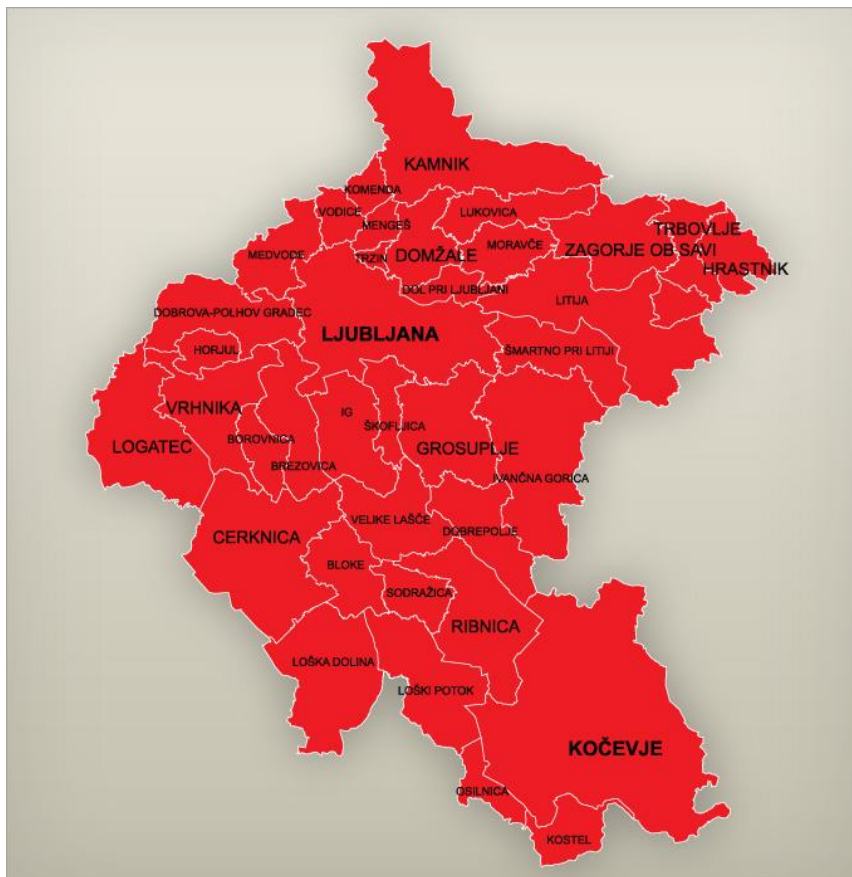 KAMNIK
KOMENDA
VODICE
LUKOVICA
MENGEŠ
TRBOVLJE
MORAVČE
ZAGORJE OB SAVI
MEDVODE
TRZIN
DOMŽALE
HRASTNIK
DOL PRI LJUBLJANI
LITIJA
DOBROVA-POLHOV GRADEC
LJUBLJANA
HORJUL
ŠMARTNO PRI LITIJI
VRHNIKA
IG
ŠKOFLJICA
BOROVNICA
LOGATEC
GROSUPLJE
BREZOVICA
IVANČNA GORICA
VELIKE LAŠČE
DOBREPOLJE
CERKNICA
BLOKE
SODRAŽICA
RIBNICA
LOŠKA DOLINA
LOŠKI POTOK
KOČEVJE
OSILNICA
KOSTEL